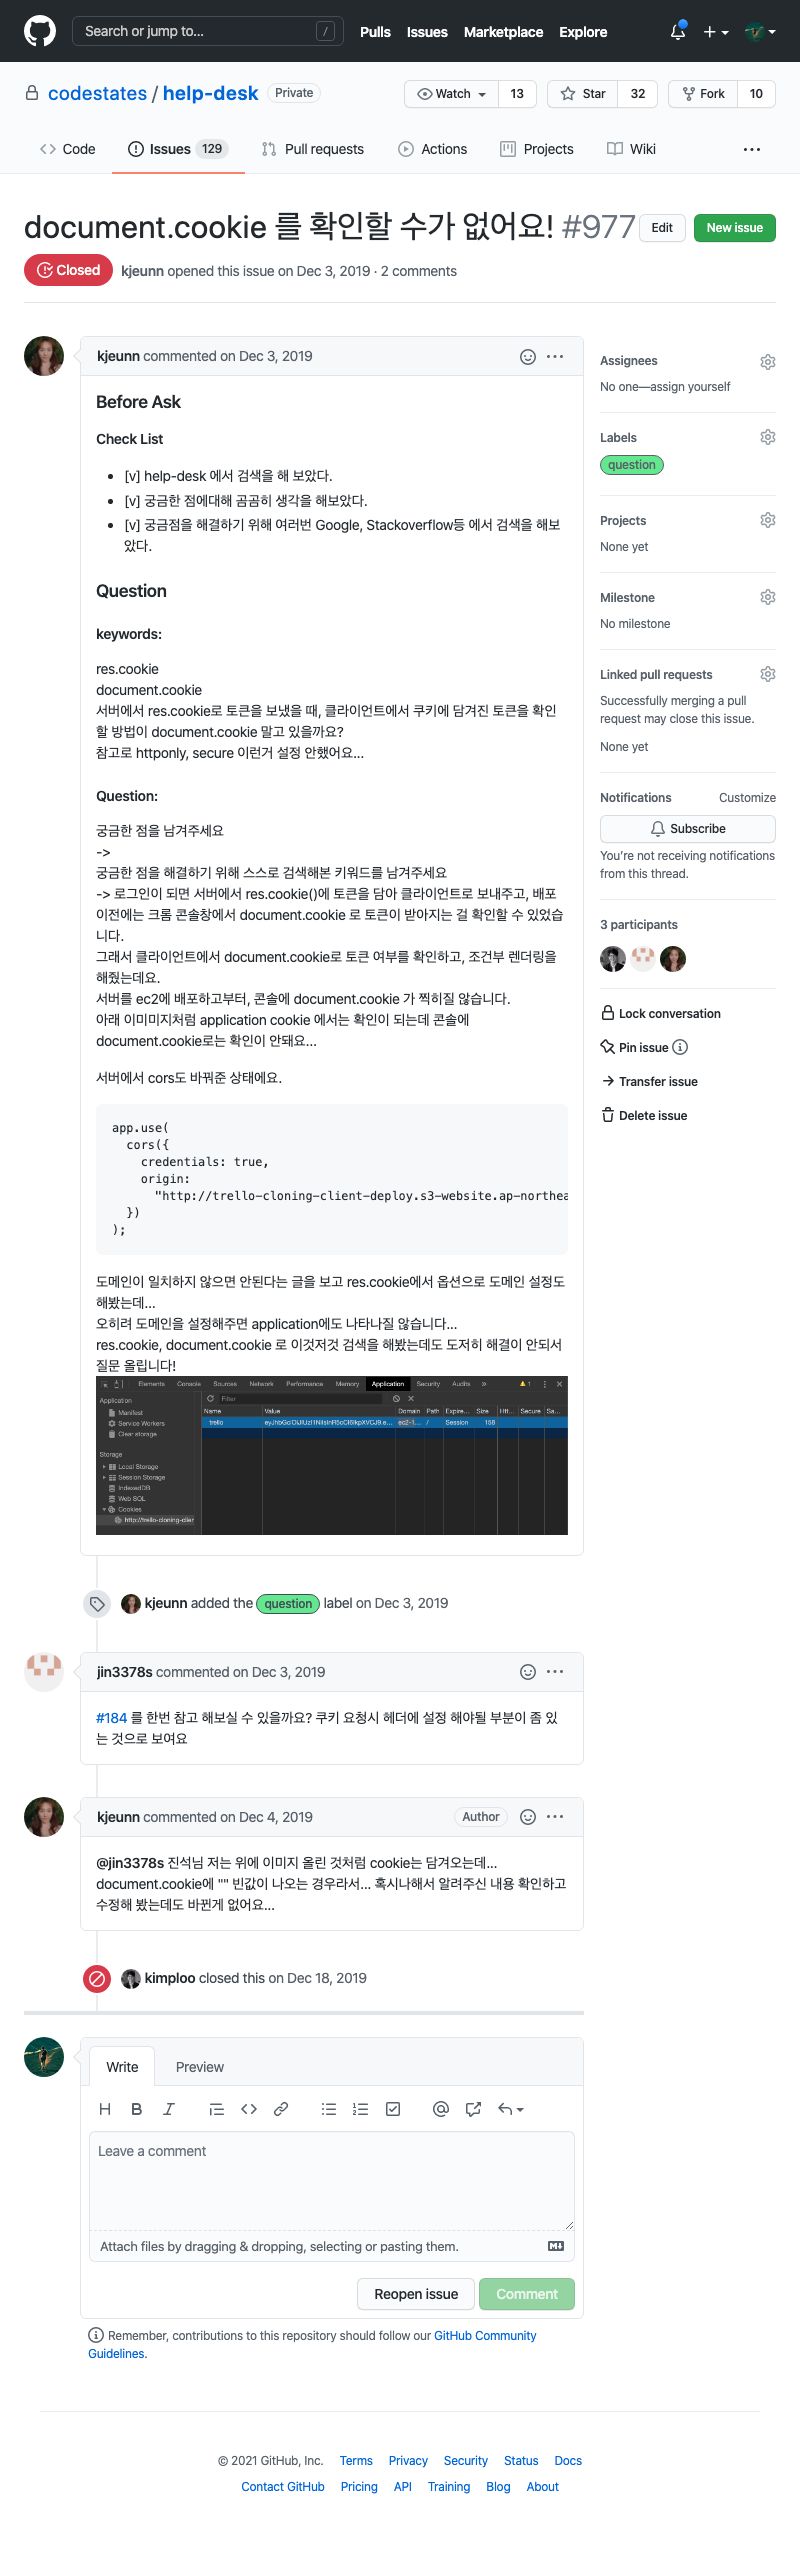 Search or jump to...
/
Pulls
Issues
Marketplace
Explore
codestates / help-desk
Private
Watch
13
Star
32
Fork
10
Code
Issues 129
Pull requests
Actions
Projects
Wiki
document.cookie 를 확인할 수가 없어요! #977
Edit
New issue
Closed
kjeunn opened this issue on Dec 3, 2019 · 2 comments
kjeunn commented on Dec 3, 2019
Before Ask
Check List
• [v] help-desk 에서 검색을 해 보았다.
• [v] 궁금한 점에대해 곰곰히 생각을 해보았다.
• [v] 궁금점을 해결하기 위해 여러번 Google, Stackoverflow등 에서 검색을 해보
았다.
Question
keywords:
res.cookie
document.cookie
서버에서 res.cookie로 토큰을 보냈을 때, 클라이언트에서 쿠키에 담겨진 토큰을 확인
할 방법이 document.cookie 말고 있을까요?
참고로 httponly, secure 이런거 설정 안했어요...
Question:
궁금한 점을 남겨주세요
->
궁금한 점을 해결하기 위해 스스로 검색해본 키워드를 남겨주세요
-> 로그인이 되면 서버에서 res.cookie()에 토큰을 담아 클라이언트로 보내주고, 배포
이전에는 크롬 콘솔창에서 document.cookie 로 토큰이 받아지는 걸 확인할 수 있었습
니다.
그래서 클라이언트에서 document.cookie로 토큰 여부를 확인하고, 조건부 렌더링을
해줬는데요.
서버를 ec2에 배포하고부터, 콘솔에 document.cookie 가 찍히질 않습니다.
아래 이미미지처럼 application cookie 에서는 확인이 되는데 콘솔에
document.cookie로는 확인이 안돼요...
서버에서 cors도 바꿔준 상태에요.
app.use(
cors({
credentials: true,
origin:
"http://trello-cloning-client-deploy.s3-website.ap-northea
})
);
도메인이 일치하지 않으면 안된다는 글을 보고 res.cookie에서 옵션으로 도메인 설정도
해봤는데...
오히려 도메인을 설정해주면 application에도 나타나질 않습니다...
res.cookie, document.cookie 로 이것저것 검색을 해봤는데도 도저히 해결이 안되서
질문 올립니다!
Elements Console Sources Network Performance Memory Application Security Audits » 1
Application
Manifest
Service Workers
Clear storage
Storage
Local Storage
Session Storage
IndexedDB
Web SQL
Cookies
http://trello-cloning-clier
Filter
Name Value Domain Path Expire... Size Htt... Secure Sa...
trello ec2-1... / Session 158
kjeunn added the question label on Dec 3, 2019
jin3378s commented on Dec 3, 2019
#184 를 한번 참고 해보실 수 있을까요? 쿠키 요청시 헤더에 설정 해야될 부분이 좀 있
는 것으로 보여요
kjeunn commented on Dec 4, 2019
Author
@jin3378s 진석님 저는 위에 이미지 올린 것처럼 cookie는 담겨오는데...
document.cookie에 "" 빈값이 나오는 경우라서... 혹시나해서 알려주신 내용 확인하고
수정해 봤는데도 바뀐게 없어요...
kimploo closed this on Dec 18, 2019
Write
Preview
Leave a comment
Attach files by dragging & dropping, selecting or pasting them.
Reopen issue
Comment
Remember, contributions to this repository should follow our GitHub Community
Guidelines.
Assignees
No one—assign yourself
Labels
question
Projects
None yet
Milestone
No milestone
Linked pull requests
Successfully merging a pull
request may close this issue.
None yet
Notifications
Customize
Subscribe
You're not receiving notifications
from this thread.
3 participants
Lock conversation
Pin issue
Transfer issue
Delete issue
© 2021 GitHub, Inc.
Terms
Privacy
Security
Status
Docs
Contact GitHub
Pricing
API
Training
Blog
About